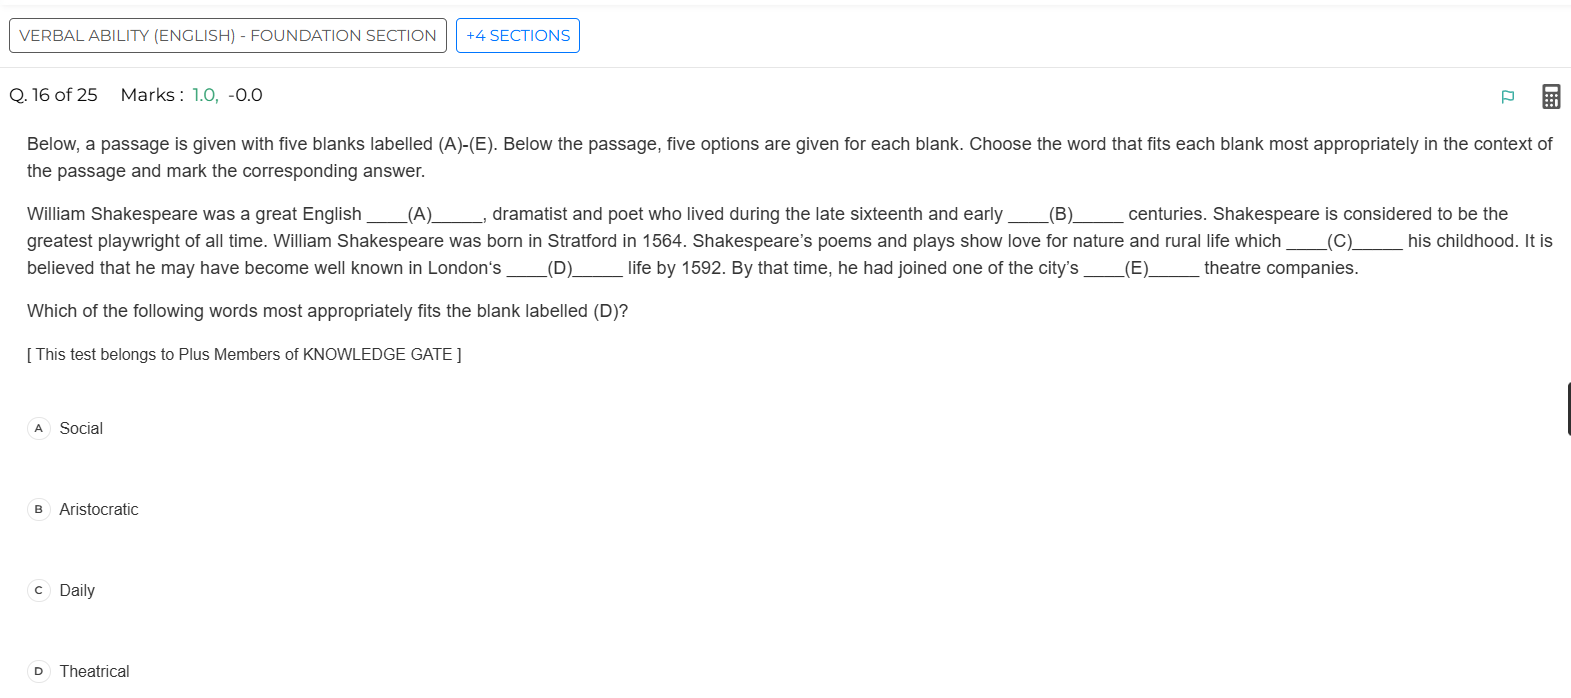 VERBAL ABILITY (ENGLISH) - FOUNDATION SECTION +4 SECTIONS
Q. 16 of 25 Marks : 1.0, -0.0
Below, a passage is given with five blanks labelled (A)-(E). Below the passage, five options are given for each blank. Choose the word that fits each blank most appropriately in the context of
the passage and mark the corresponding answer.
William Shakespeare was a great English ____(A)_____, dramatist and poet who lived during the late sixteenth and early ____(B)_____ centuries. Shakespeare is considered to be the
greatest playwright of all time. William Shakespeare was born in Stratford in 1564. Shakespeare’s poems and plays show love for nature and rural life which ____(C)_____ his childhood. It is
believed that he may have become well known in London‘s ____(D)_____ life by 1592. By that time, he had joined one of the city’s ____(E)_____ theatre companies.
Which of the following words most appropriately fits the blank labelled (D)?
[ This test belongs to Plus Members of KNOWLEDGE GATE ]
A Social
B Aristocratic
C Daily
D Theatrical